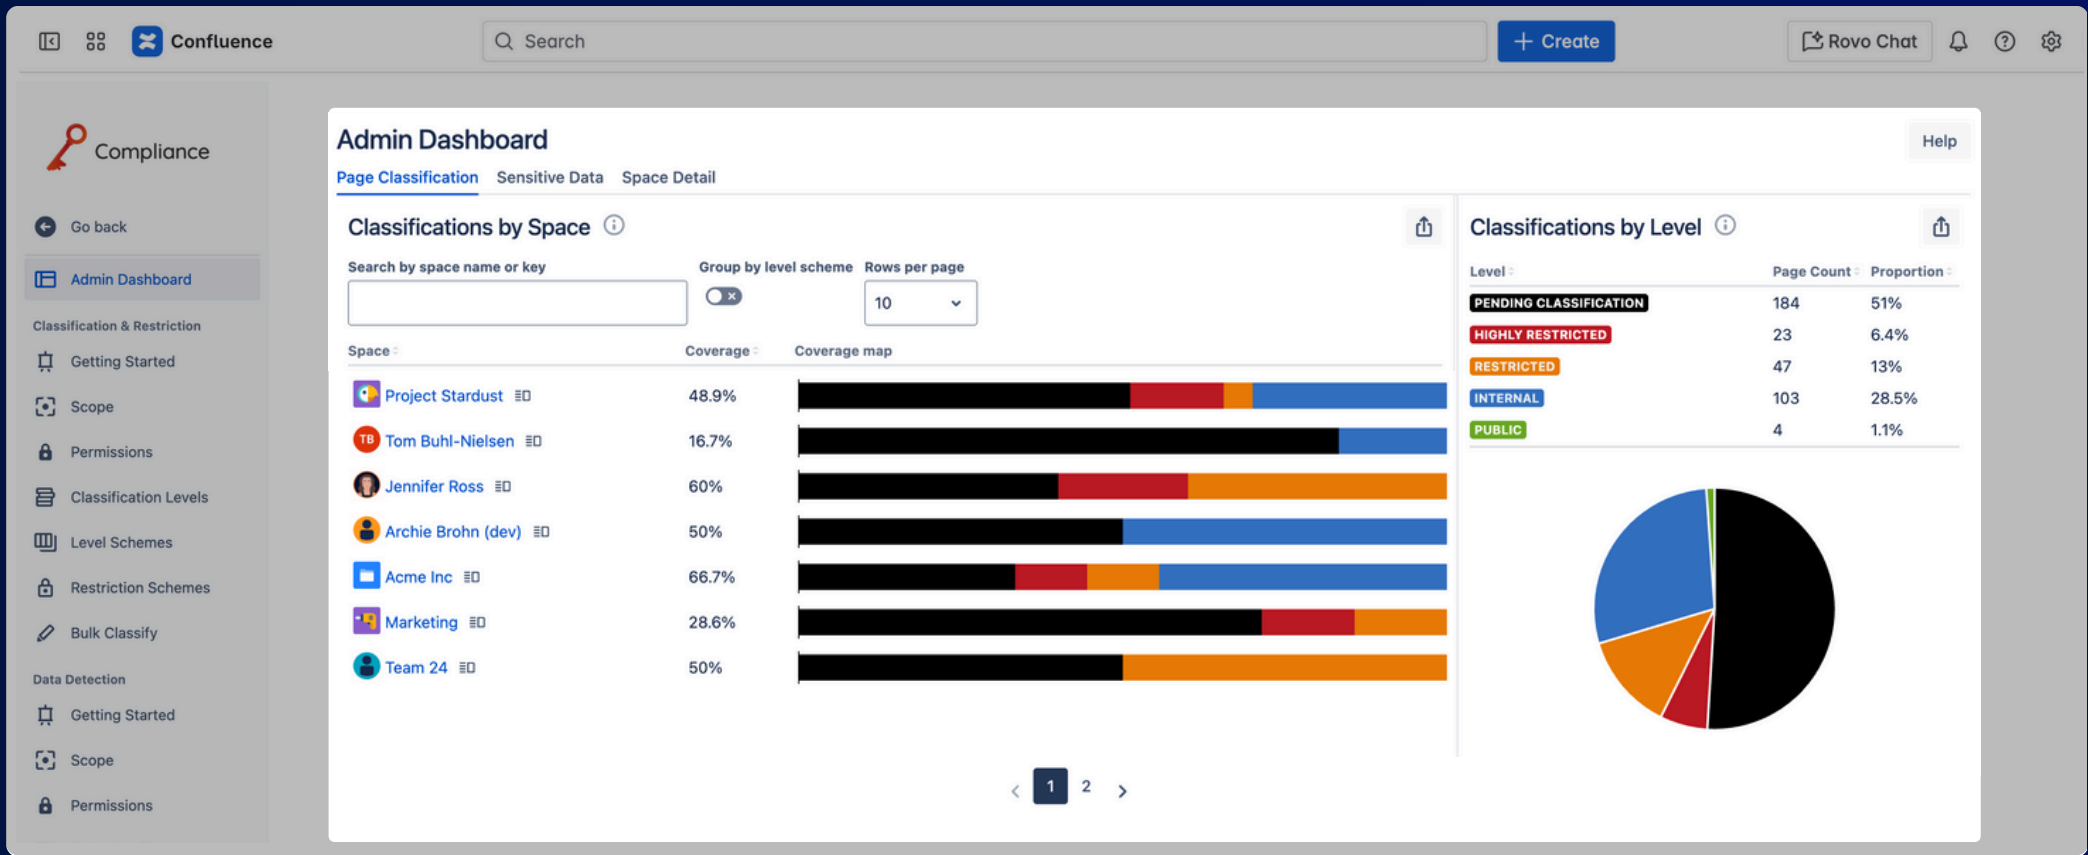 Confluence
Search
+ Create
Rovo Chat
Compliance
Go back
Admin Dashboard
Classification & Restriction
Getting Started
Scope
Permissions
Classification Levels
Level Schemes
Restriction Schemes
Bulk Classify
Data Detection
Getting Started
Scope
Permissions
Admin Dashboard
Help
Page Classification Sensitive Data Space Detail
Classifications by Space
Search by space name or key Group by level scheme Rows per page
10
Space Coverage Coverage map
Project Stardust 48.9%
TB Tom Buhl-Nielsen 16.7%
Jennifer Ross 60%
Archie Brohn (dev) 50%
Acme Inc 66.7%
Marketing 28.6%
Team 24 50%
1 2
Classifications by Level
Level Page Count Proportion
PENDING CLASSIFICATION 184 51%
HIGHLY RESTRICTED 23 6.4%
RESTRICTED 47 13%
INTERNAL 103 28.5%
PUBLIC 4 1.1%